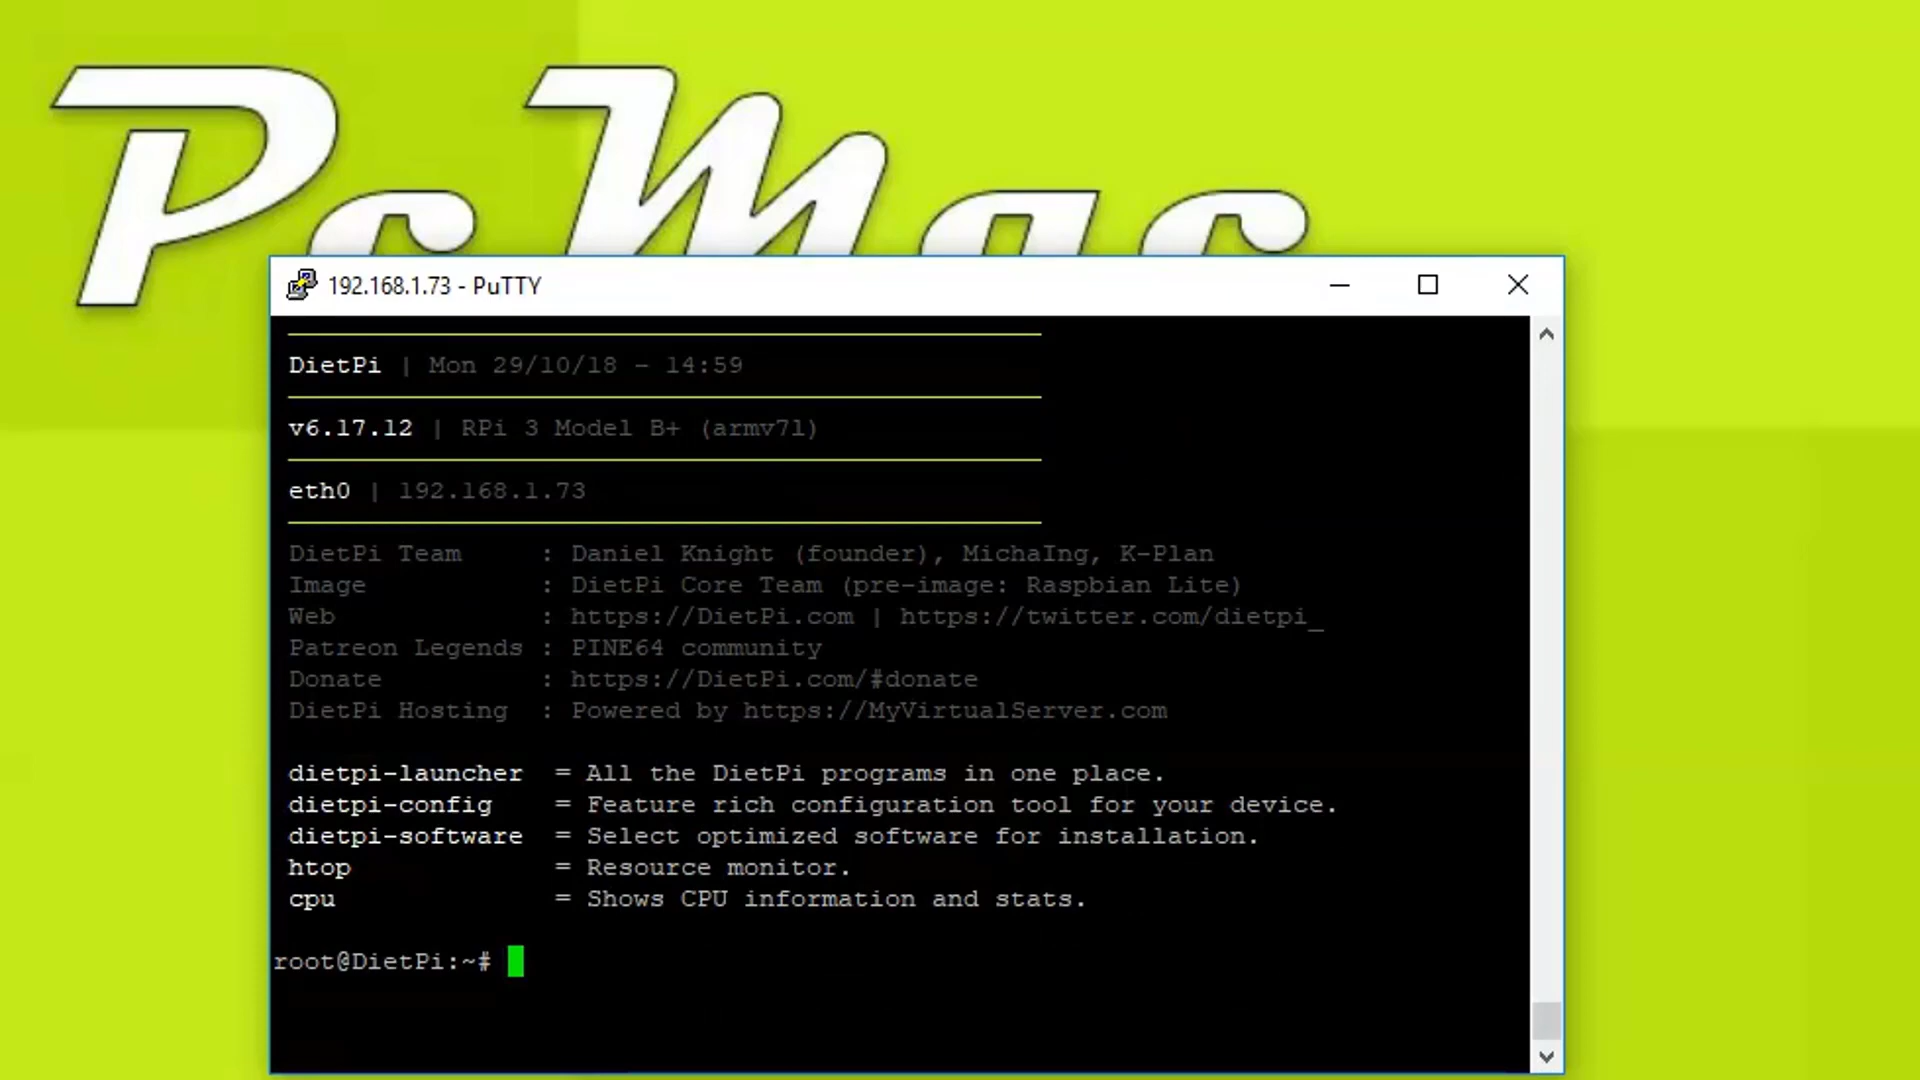 Pc Mac
192.168.1.73 - PuTTY
DietPi | Mon 29/10/18 - 14:59
v6.17.12 | RPi 3 Model B+ (armv7l)
eth0 | 192.168.1.73
DietPi Team : Daniel Knight (founder), MichaIng, K-Plan
Image : DietPi Core Team (pre-image: Raspbian Lite)
Web : https://DietPi.com | https://twitter.com/dietpi_
Patreon Legends : PINE64 community
Donate : https://DietPi.com/#donate
DietPi Hosting : Powered by https://MyVirtualServer.com
dietpi-launcher = All the DietPi programs in one place.
dietpi-config = Feature rich configuration tool for your device.
dietpi-software = Select optimized software for installation.
htop = Resource monitor.
cpu = Shows CPU information and stats.
root@DietPi:~#